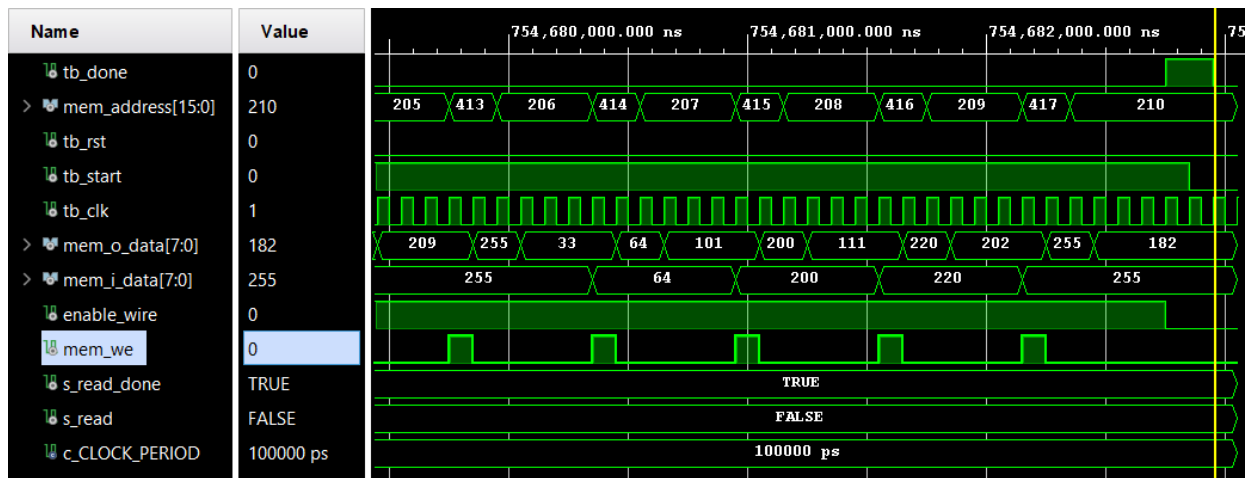 Name Value
754,680,000.000 ns 754,681,000.000 ns 754,682,000.000 ns 75
tb_done 0
mem_address[15:0] 210 205 413 206 414 207 415 208 416 209 417 210
tb_rst 0
tb_start 0
tb_clk 1
mem_o_data[7:0] 182 209 255 33 64 101 200 111 220 202 255 182
mem_i_data[7:0] 255 255 64 200 220 255
enable_wire 0
mem_we 0
s_read_done TRUE TRUE
s_read FALSE FALSE
c_CLOCK_PERIOD 100000 ps 100000 ps